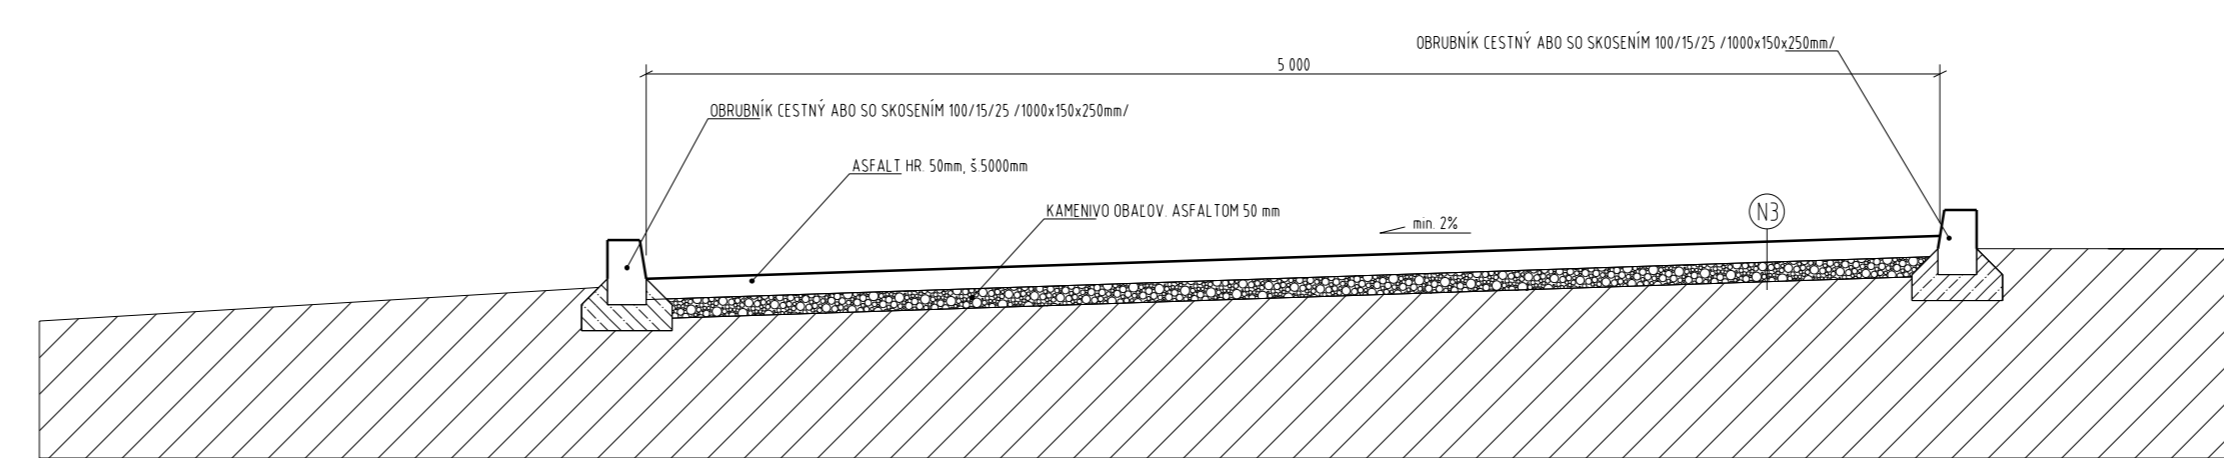 OBRUBNÍK CESTNÝ ABO SO SKOSENÍM 100/15/25 /1000x150x250mm/
5 000
OBRUBNÍK CESTNÝ ABO SO SKOSENÍM 100/15/25 /1000x150x250mm/
ASFALT HR. 50mm, š.5000mm
KAMENIVO OBAĽOV. ASFALTOM 50 mm
N3
min. 2%